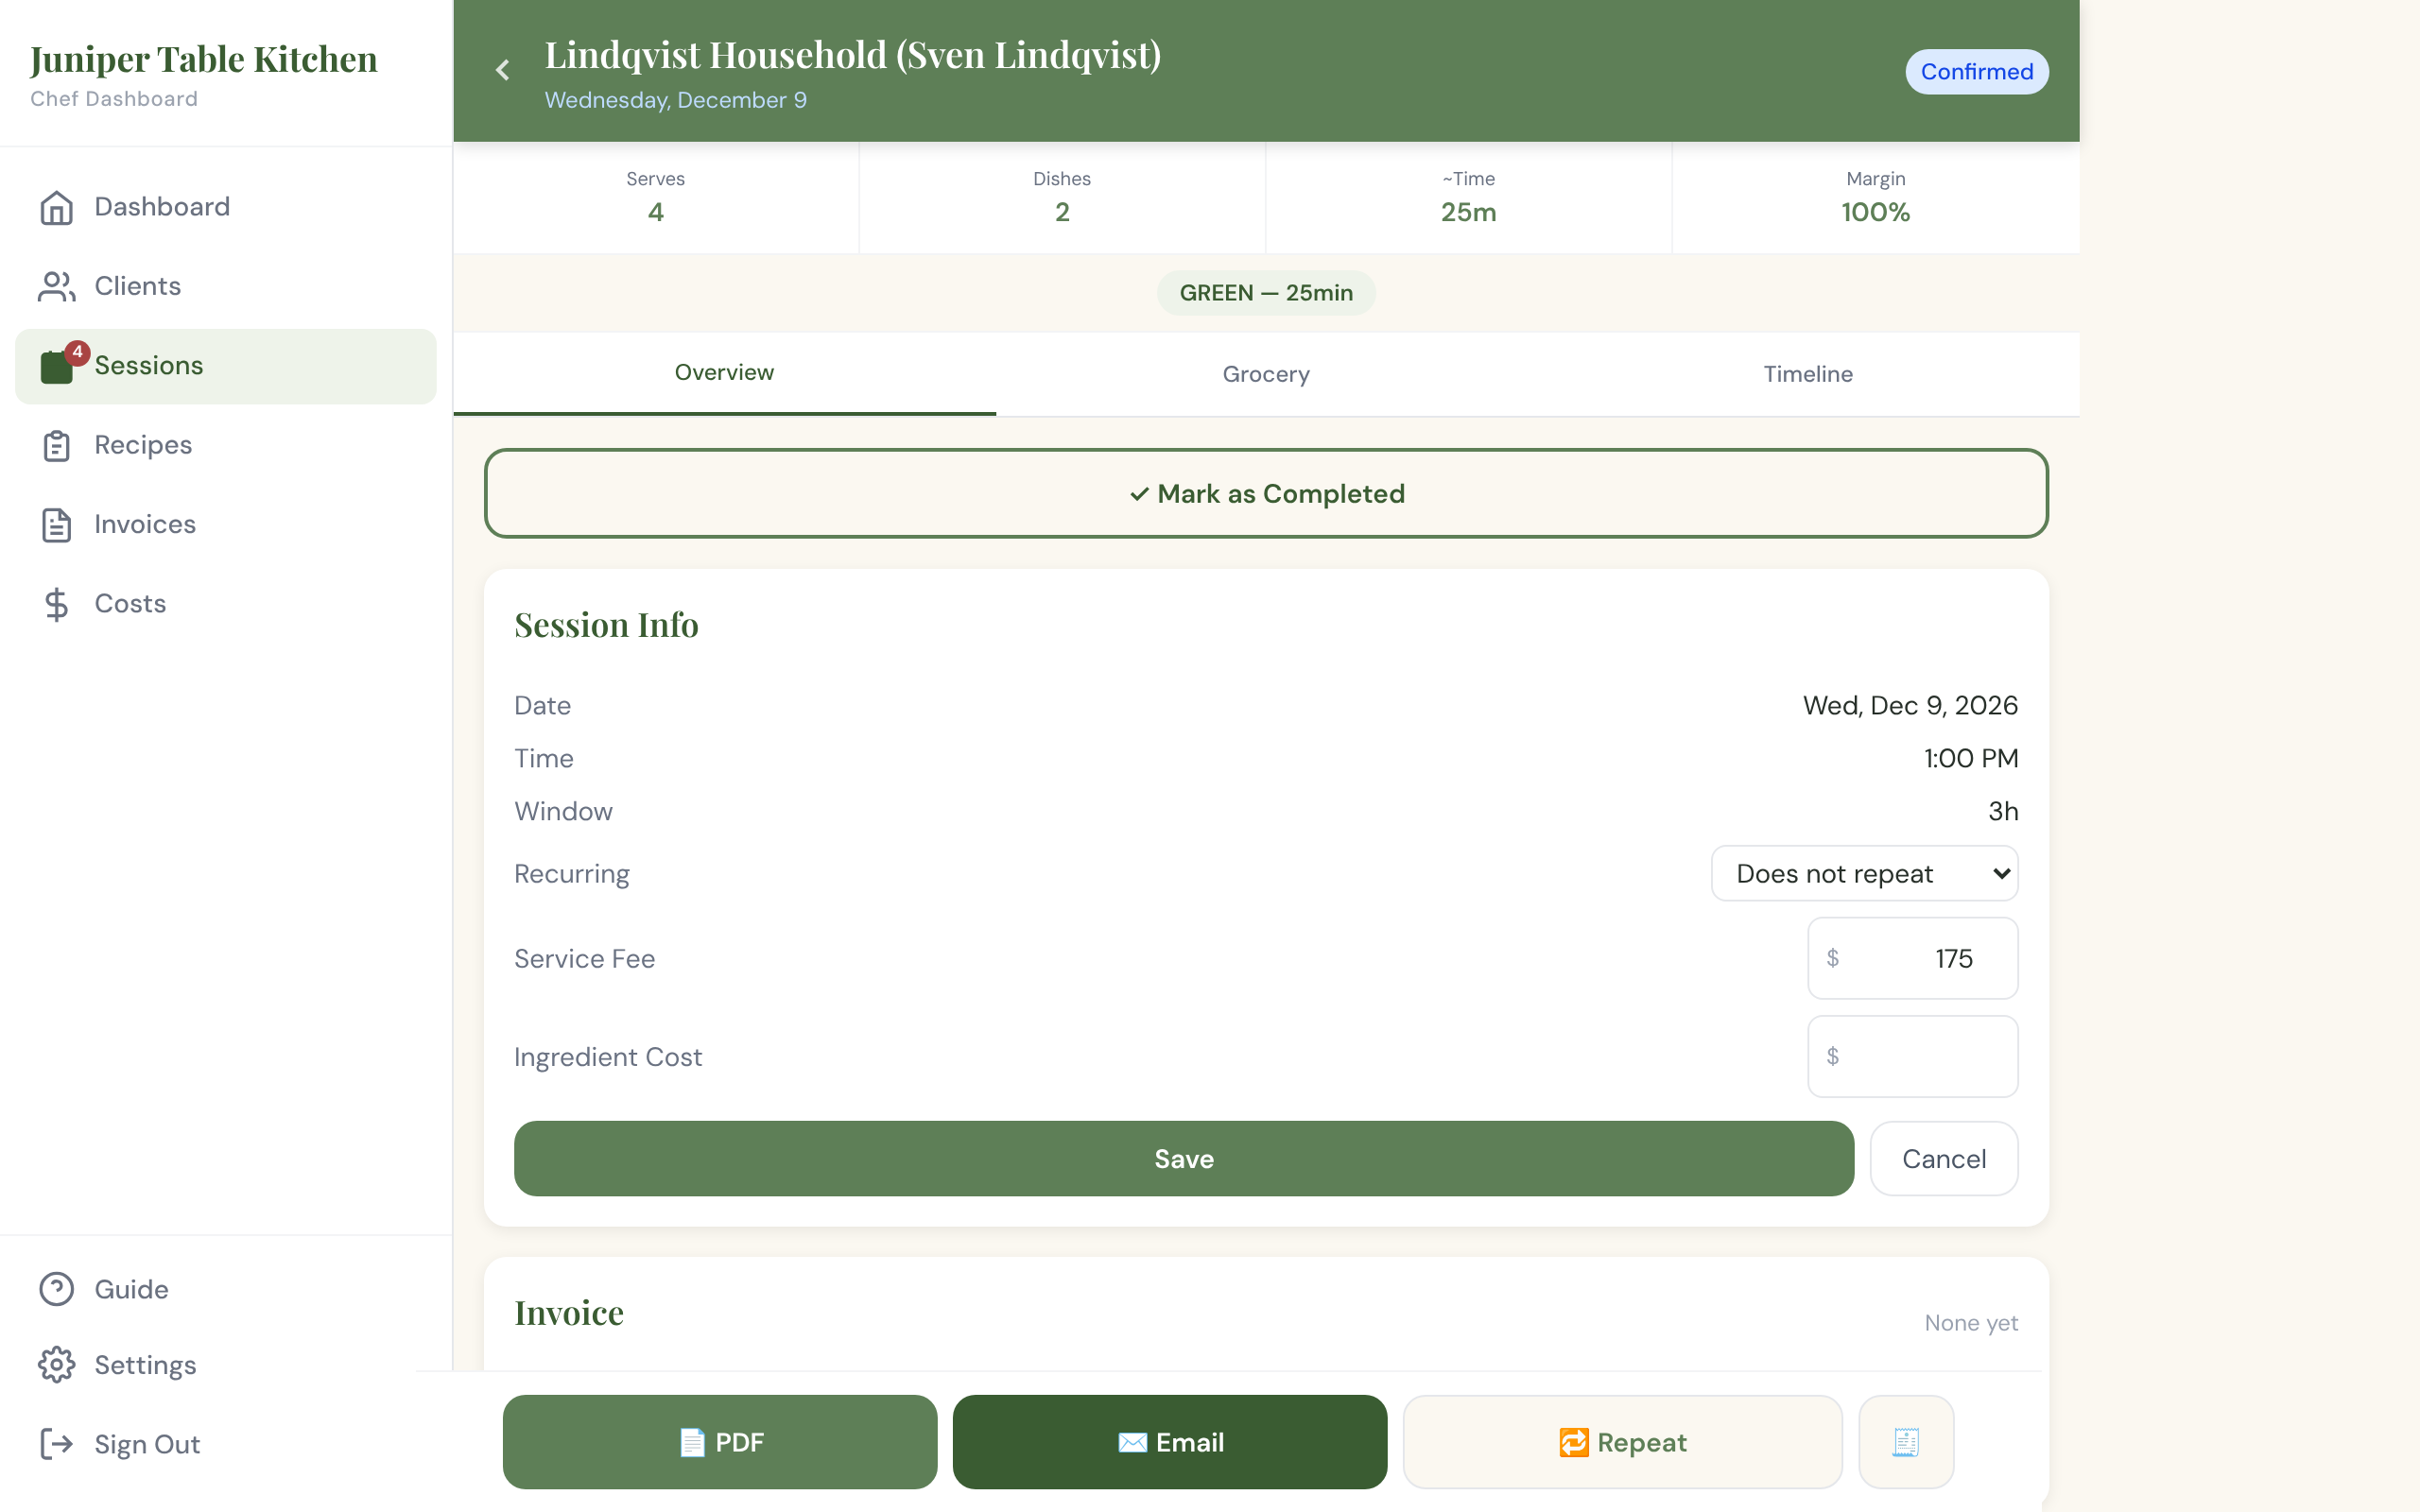 Juniper Table Kitchen
Chef Dashboard
Dashboard
Clients
4
Sessions
Recipes
Invoices
Costs
Guide
Settings
Sign Out
Lindqvist Household (Sven Lindqvist)
Wednesday, December 9
Confirmed
Serves
4
Dishes
2
~Time
25m
Margin
100%
GREEN — 25min
Overview
Grocery
Timeline
✓ Mark as Completed
Session Info
Date
Wed, Dec 9, 2026
Time
1:00 PM
Window
3h
Recurring
Does not repeat
Service Fee
$ 175
Ingredient Cost
$
Save
Cancel
Invoice
None yet
PDF
Email
Repeat